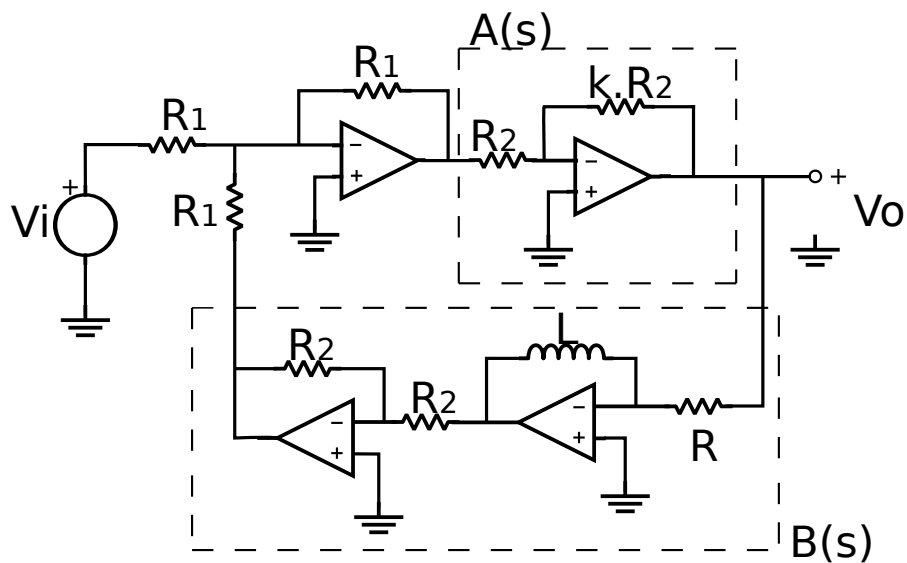 A(s)
R1
k.R2
R1
R2
−
+
−
+
+
+
R1
Vi
Vo
L
R2
R2
−
+
−
+
R
B(s)